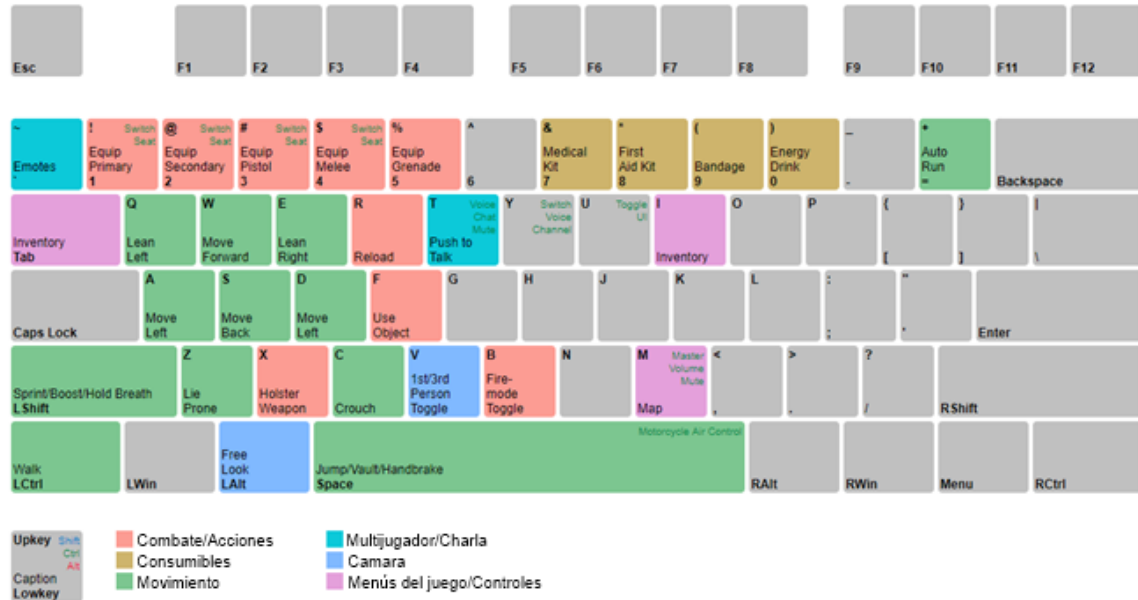 Esc F1 F2 F3 F4 F5 F6 F7 F8 F9 F10 F11 F12
~
Emotes
`
! Switch Seat
Equip
Primary
1
@ Switch Seat
Equip
Secondary
2
# Switch Seat
Equip
Pistol
3
$ Switch Seat
Equip
Melee
4
%
Equip
Grenade
5
^
6
&
Medical
Kit
7
*
First
Aid Kit
8
(
Bandage
9
)
Energy
Drink
0
_
-
+
Auto
Run
=
Backspace
Inventory
Tab
Q
Lean
Left
W
Move
Forward
E
Lean
Right
R
Reload
T Voice
Chat
Mute
Push to
Talk
Y Switch
Voice
Channel
U Toggle
UI
I
Inventory
O
P
{
[
}
]
|
\
Caps Lock
A
Move
Left
S
Move
Back
D
Move
Left
F
Use
Object
G
H
J
K
L
:
;
"
'
Enter
Sprint/Boost/Hold Breath
LShift
Z
Lie
Prone
X
Holster
Weapon
C
Crouch
V
1st/3rd
Person
Toggle
B
Fire-
mode
Toggle
N
M Master
Volume
Mute
Map
<
,
>
.
?
/
RShift
Walk
LCtrl
LWin
Free
Look
LAlt
Motorcycle Air Control
Jump/Vault/Handbrake
Space
RAlt
RWin
Menu
RCtrl
Upkey Shift
Ctrl
Alt
Caption
Lowkey
Combate/Acciones
Consumibles
Movimiento
Multijugador/Charla
Camara
Menús del juego/Controles